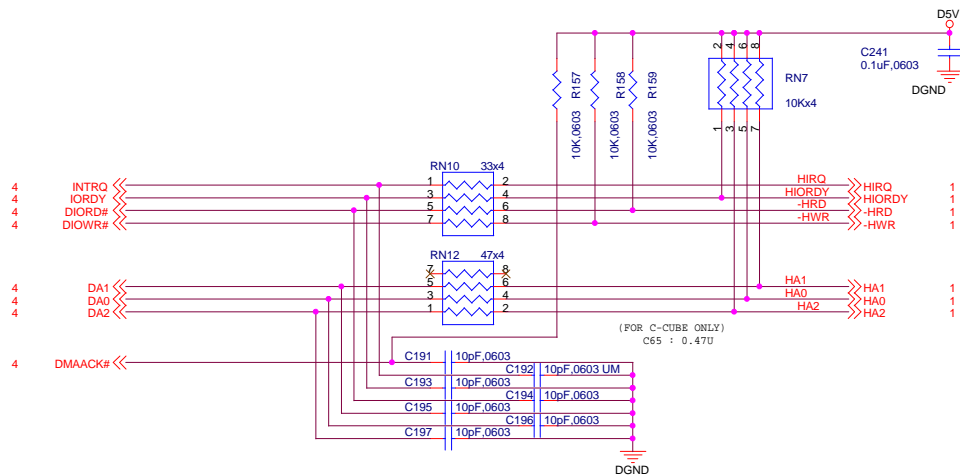 D5V
C241
0.1uF,0603
DGND
2 4 6 8
RN7
10Kx4
1 3 5 7
R157 R158 R159
10K,0603 10K,0603 10K,0603
RN10 33x4
4 INTRQ 1 2 HIRQ HIRQ 1
4 IORDY 3 4 HIORDY HIORDY 1
4 DIORD# 5 6 -HRD -HRD 1
4 DIOWR# 7 8 -HWR -HWR 1
RN12 47x4
7 8
4 DA1 5 6 HA1 HA1 1
4 DA0 3 4 HA0 HA0 1
4 DA2 1 2 HA2 HA2 1
(FOR C-CUBE ONLY)
C65 : 0.47U
4 DMAACK#
C191 10pF,0603
C192 10pF,0603 UM
C193 10pF,0603
C194 10pF,0603
C195 10pF,0603
C196 10pF,0603
C197 10pF,0603
DGND